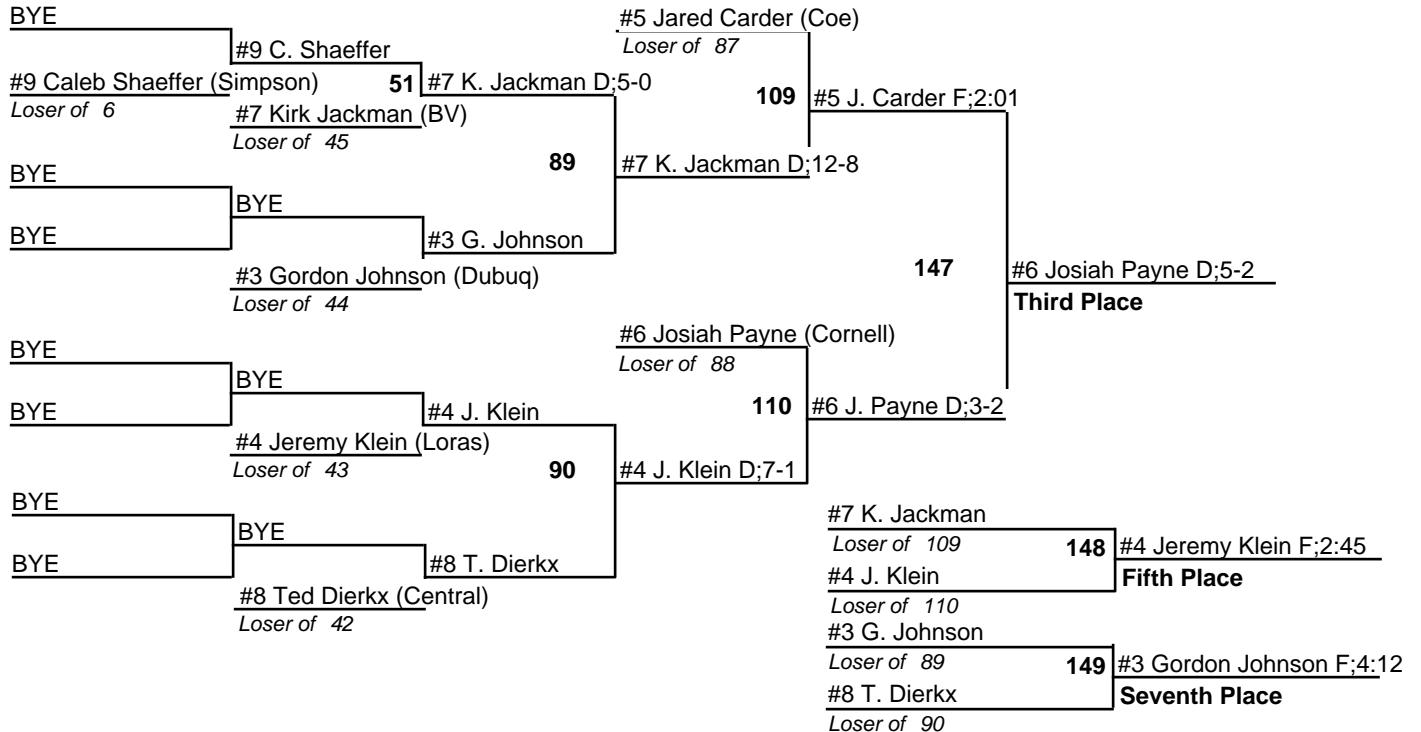 BYE
#5 Jared Carder (Coe)
Loser of 87
#9 C. Shaeffer
#9 Caleb Shaeffer (Simpson)
51
#7 K. Jackman D;5-0
109
#5 J. Carder F;2:01
Loser of 6
#7 Kirk Jackman (BV)
Loser of 45
89
#7 K. Jackman D;12-8
BYE
BYE
BYE
#3 G. Johnson
#3 Gordon Johnson (Dubuq)
Loser of 44
147
#6 Josiah Payne D;5-2
Third Place
#6 Josiah Payne (Cornell)
Loser of 88
BYE
BYE
BYE
#4 J. Klein
110
#6 J. Payne D;3-2
#4 Jeremy Klein (Loras)
Loser of 43
90
#4 J. Klein D;7-1
BYE
BYE
BYE
#8 T. Dierkx
#8 Ted Dierkx (Central)
Loser of 42
#7 K. Jackman
Loser of 109
148
#4 Jeremy Klein F;2:45
Fifth Place
#4 J. Klein
Loser of 110
#3 G. Johnson
Loser of 89
149
#3 Gordon Johnson F;4:12
Seventh Place
#8 T. Dierkx
Loser of 90